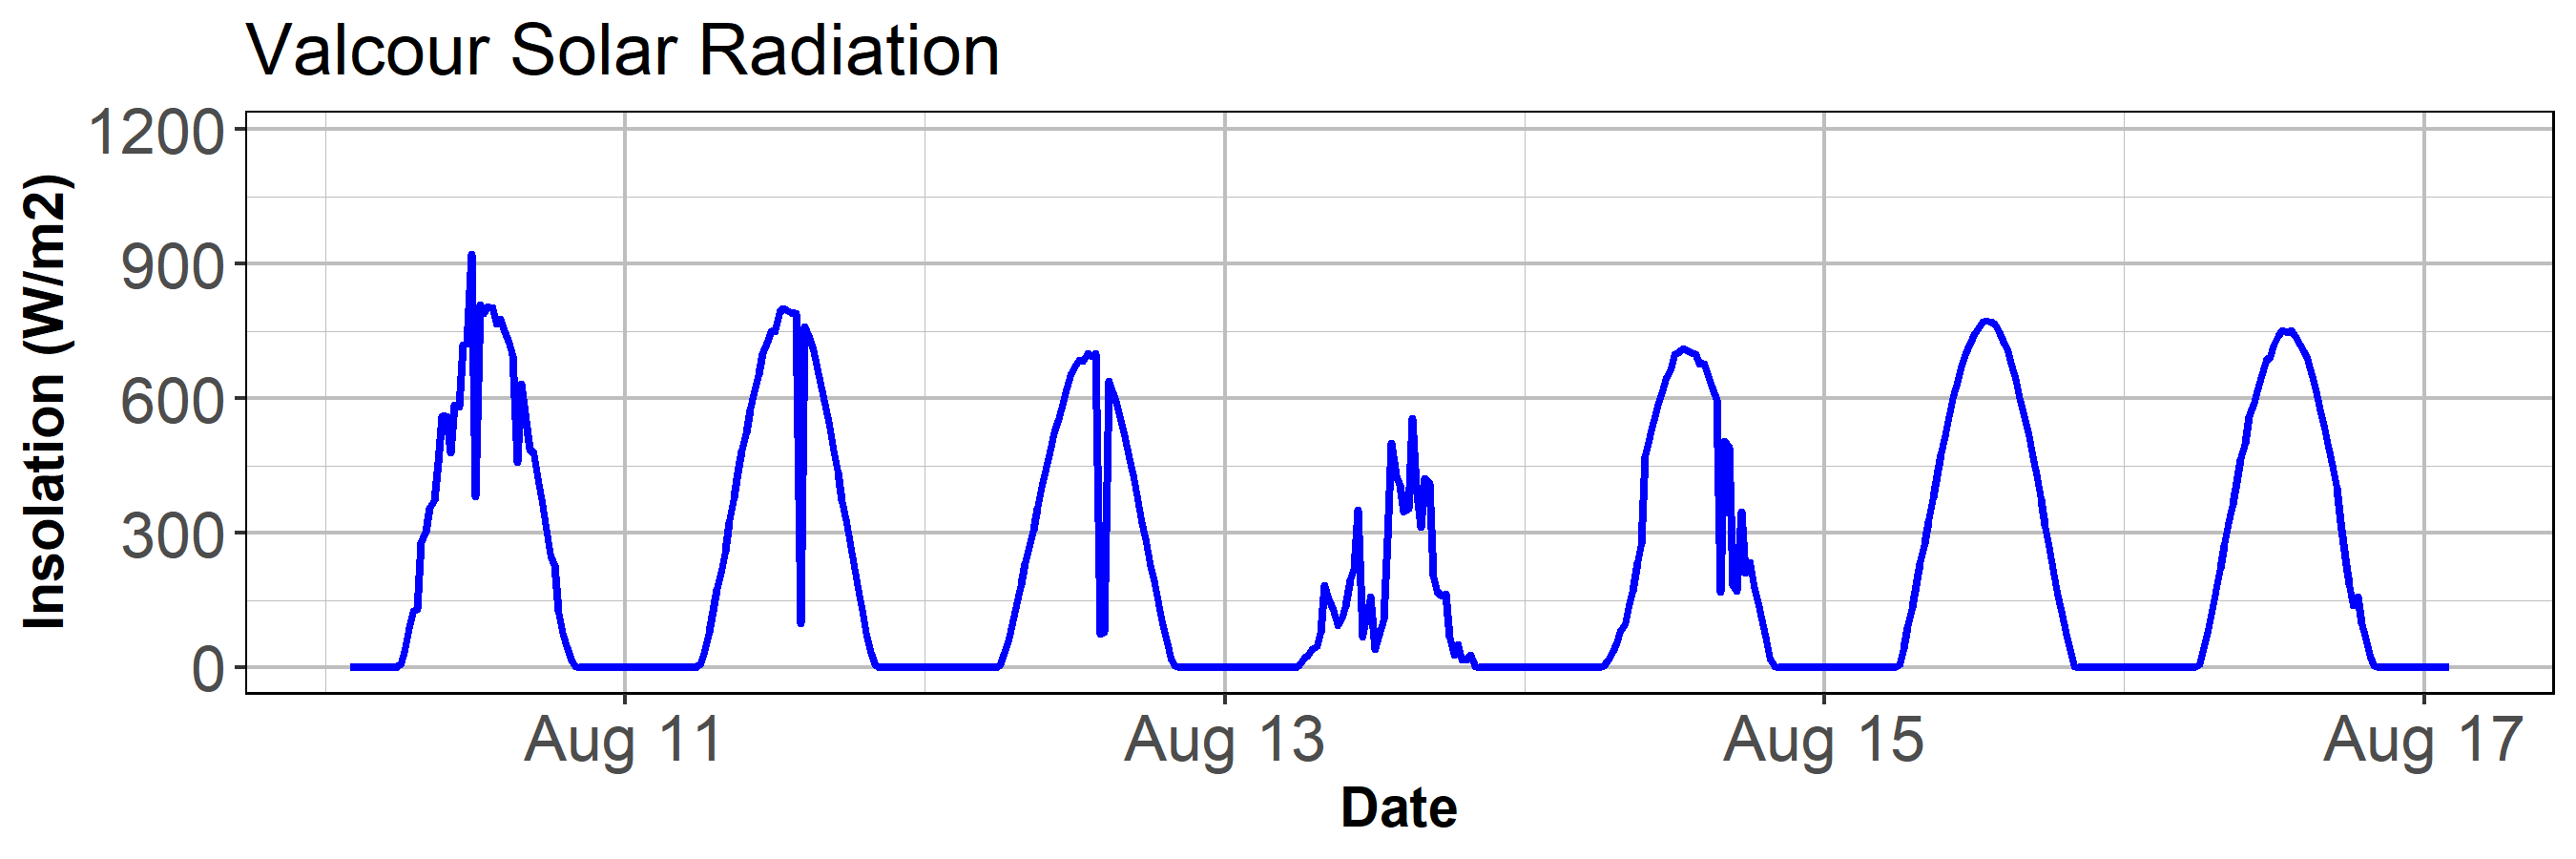 Valcour Solar Radiation
1200
900
600
300
0
Insolation (W/m2)
Aug 11 Aug 13 Aug 15 Aug 17
Date